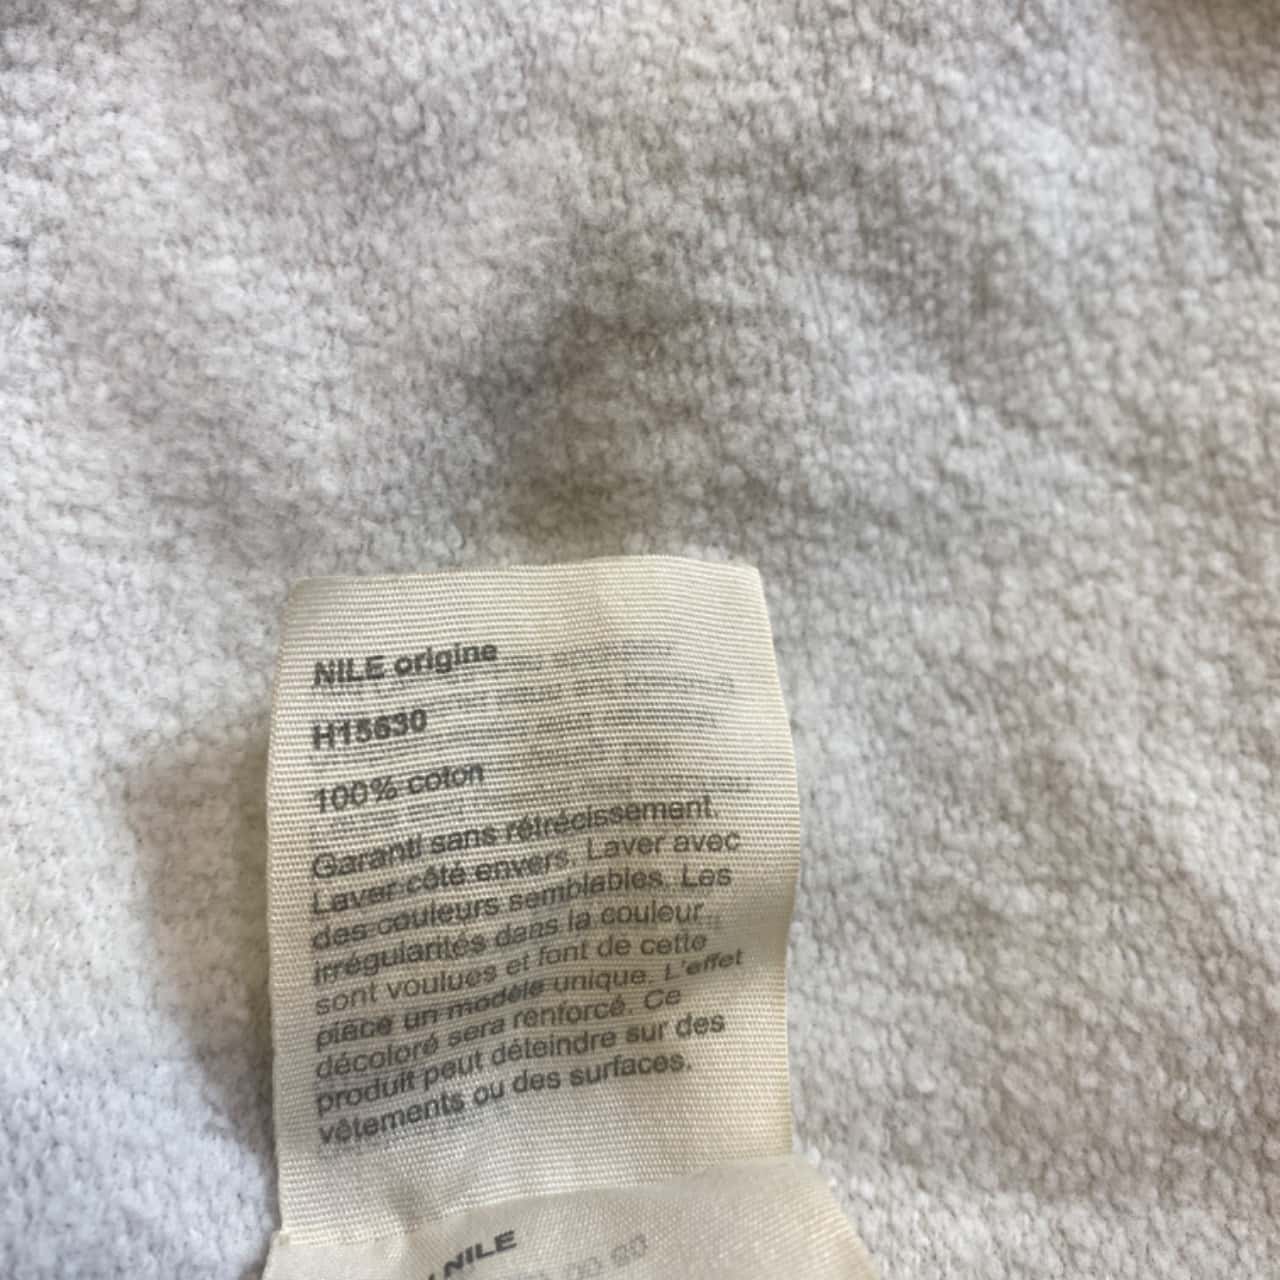 NILE origine
H15630
100% coton
Garanti sans rétrécissement.
Laver côté envers. Laver avec
des couleurs semblables. Les
irrégularités dans la couleur
sont voulues et font de cette
pièce un modèle unique. L'effet
décoloré sera renforcé. Ce
produit peut déteindre sur des
vêtements ou des surfaces.
NILE